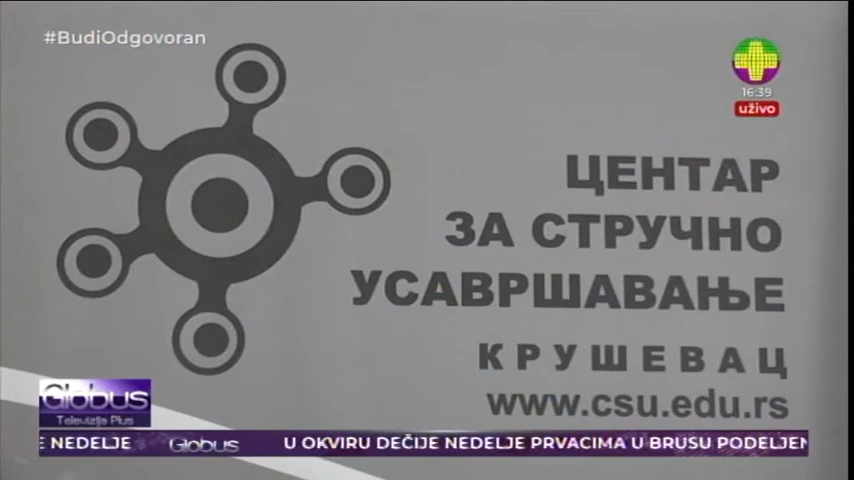 #BudiOdgovoran
16:39
uživo
ЦЕНТАР
ЗА СТРУЧНО
УСАВРШАВАЊЕ
КРУШЕВАЦ
www.csu.edu.rs
Globus
Televizija Plus
E NEDELJE Globus U OKVIRU DEČIJE NEDELJE PRVACIMA U BRUSU PODELJEN